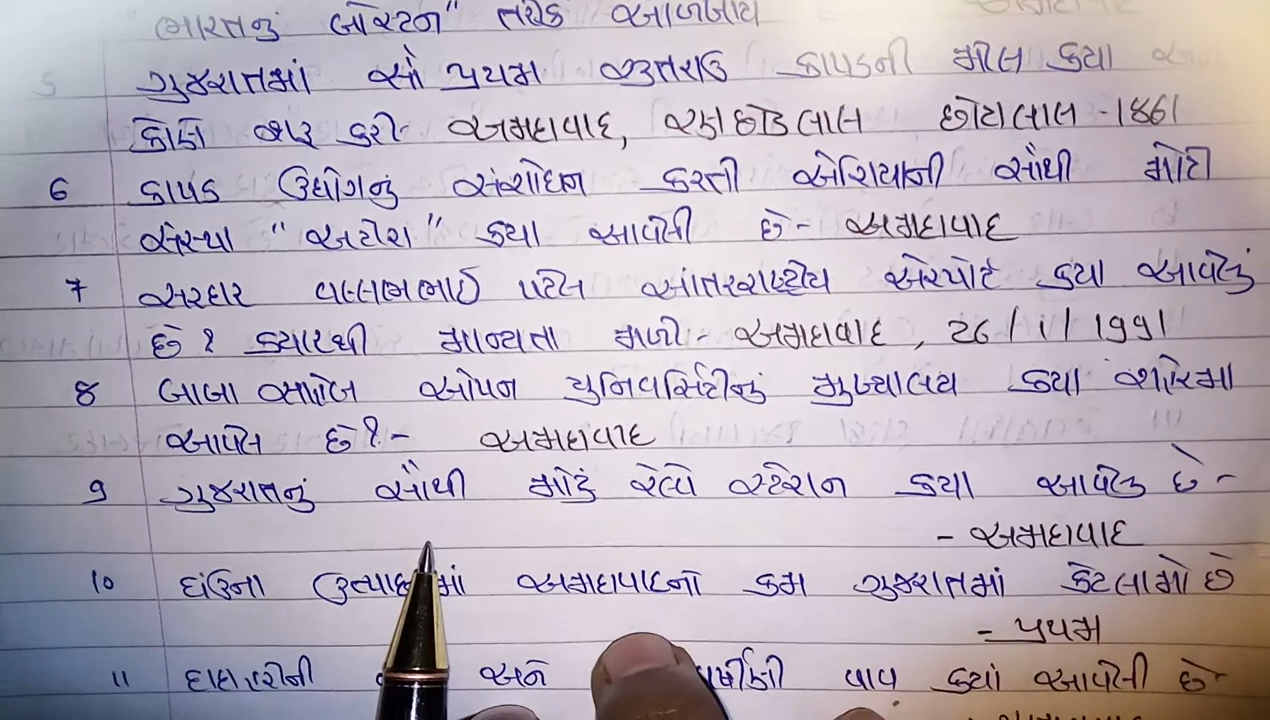 "ભારતનું બોસ્ટન" તરીકે ઓળખાય
5 ગુજરાતમાં સૌ પ્રથમ સુતરાઉ કાપડની મીલ કયા
કોણે શરૂ કરી- અમદાવાદ, રણછોડલાલ છોટાલાલ -1861
6 કાપડ ઉદ્યોગનું સંશોધન કરતી એશિયાની સૌથી મોટી
સંસ્થા "અટીરા" કયા આવેલી છે- અમદાવાદ
7 સરદાર વલ્લભભાઈ પટેલ આંતરરાષ્ટ્રીય એરપોર્ટ કયા આવેલું
છે ? કયારથી માન્યતા મળી- અમદાવાદ , 26/1/1991
8 બાબા સાહેબ ઓપન યુનિવર્સિટીનું મુખ્યાલય કયા શહેરમા
આવેલ છે?- અમદાવાદ
9 ગુજરાતનું સૌથી મોટું રેલ્વે સ્ટેશન કયા આવેલુ છે-
- અમદાવાદ
10 ઘઉંના ઉત્પાદનમાં અમદાવાદનો ક્રમ ગુજરાતમાં કેટલામો છે
- પ્રથમ
11 દાદા હરીની અને વાવ કયાં આવેલી છે-